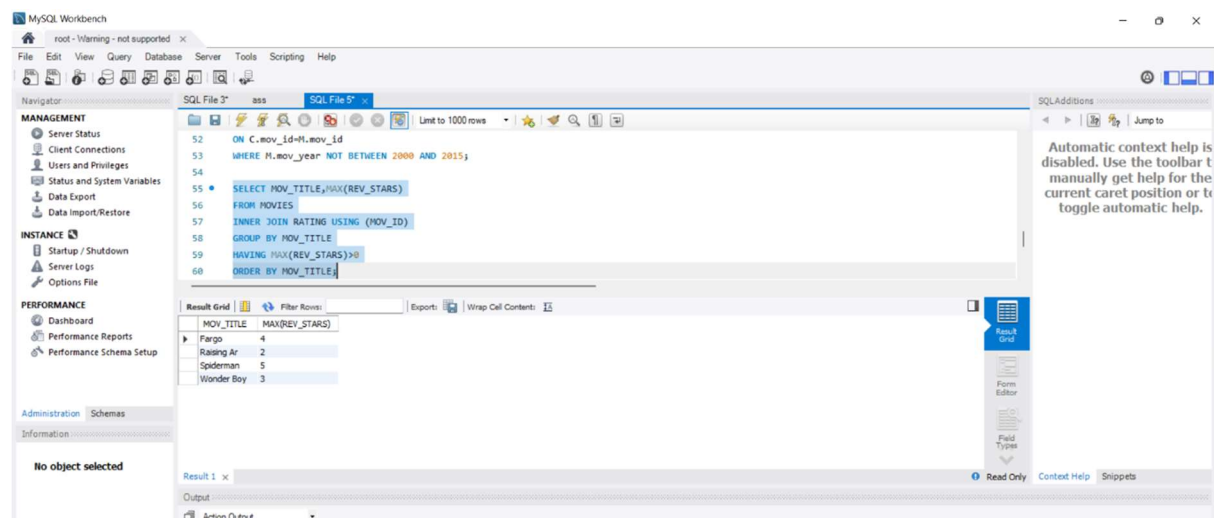 MySQL Workbench
root - Warning - not supported ×
File Edit View Query Database Server Tools Scripting Help
Navigator
MANAGEMENT
Server Status
Client Connections
Users and Privileges
Status and System Variables
Data Export
Data Import/Restore
INSTANCE
Startup / Shutdown
Server Logs
Options File
PERFORMANCE
Dashboard
Performance Reports
Performance Schema Setup
Administration Schemas
Information
No object selected
SQL File 3* ass SQL File 5* ×
Limit to 1000 rows
52 ON C.mov_id=M.mov_id
53 WHERE M.mov_year NOT BETWEEN 2000 AND 2015;
54
55 SELECT MOV_TITLE,MAX(REV_STARS)
56 FROM MOVIES
57 INNER JOIN RATING USING (MOV_ID)
58 GROUP BY MOV_TITLE
59 HAVING MAX(REV_STARS)>0
60 ORDER BY MOV_TITLE;
Result Grid Filter Rows: Export: Wrap Cell Content:
MOV_TITLE MAX(REV_STARS)
Fargo 4
Raising Ar 2
Spiderman 5
Wonder Boy 3
Result
Grid
Form
Editor
Field
Types
Result 1 × Read Only
Output
Action Output
SQLAdditions
Jump to
Automatic context help is
disabled. Use the toolbar t
manually get help for the
current caret position or to
toggle automatic help.
Context Help Snippets